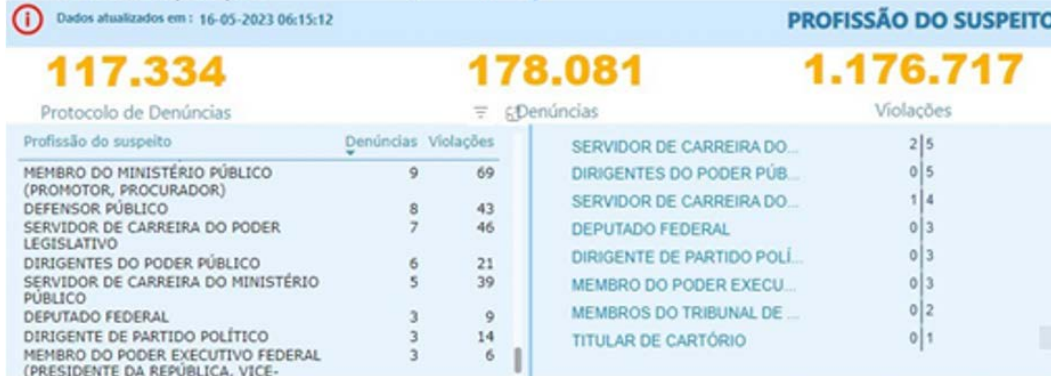 Dados atualizados em : 16-05-2023 06:15:12
PROFISSÃO DO SUSPEITO
117.334
178.081
1.176.717
Protocolo de Denúncias
Denúncias
Violações
Profissão do suspeito Denúncias Violações
MEMBRO DO MINISTÉRIO PÚBLICO 9 69
(PROMOTOR, PROCURADOR)
DEFENSOR PÚBLICO 8 43
SERVIDOR DE CARREIRA DO PODER 7 46
LEGISLATIVO
DIRIGENTES DO PODER PÚBLICO 6 21
SERVIDOR DE CARREIRA DO MINISTÉRIO 5 39
PÚBLICO
DEPUTADO FEDERAL 3 9
DIRIGENTE DE PARTIDO POLÍTICO 3 14
MEMBRO DO PODER EXECUTIVO FEDERAL 3 6
(PRESIDENTE DA REPÚBLICA, VICE-
SERVIDOR DE CARREIRA DO... 2 5
DIRIGENTES DO PODER PÚB... 0 5
SERVIDOR DE CARREIRA DO... 1 4
DEPUTADO FEDERAL 0 3
DIRIGENTE DE PARTIDO POLÍ... 0 3
MEMBRO DO PODER EXECU... 0 3
MEMBROS DO TRIBUNAL DE ... 0 2
TITULAR DE CARTÓRIO 0 1